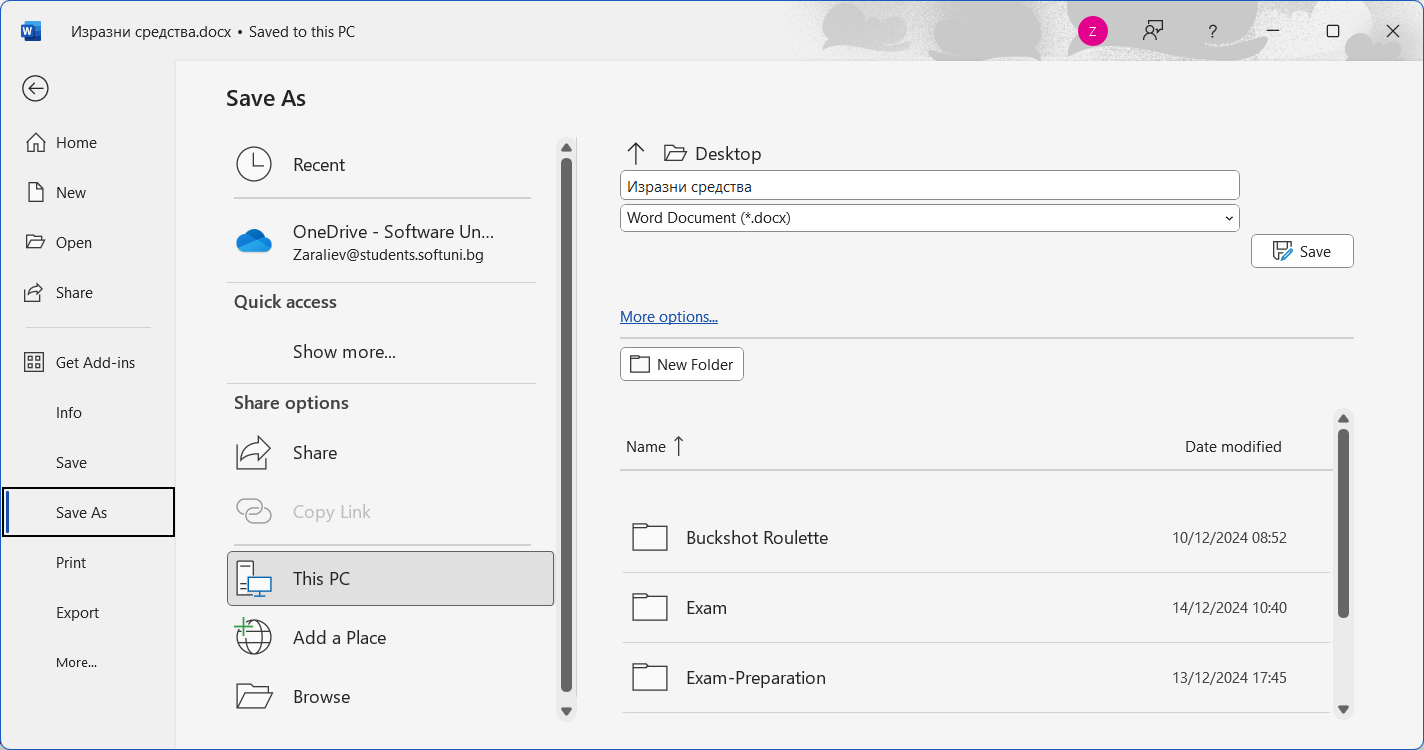 W
Изразни средства.docx • Saved to this PC
Z
?
Home
New
Open
Share
Get Add-ins
Info
Save
Save As
Print
Export
More...
Save As
Recent
OneDrive - Software Un...
Zaraliev@students.softuni.bg
Quick access
Show more...
Share options
Share
Copy Link
This PC
Add a Place
Browse
Desktop
Изразни средства
Word Document (*.docx)
Save
More options...
New Folder
Name Date modified
Buckshot Roulette 10/12/2024 08:52
Exam 14/12/2024 10:40
Exam-Preparation 13/12/2024 17:45